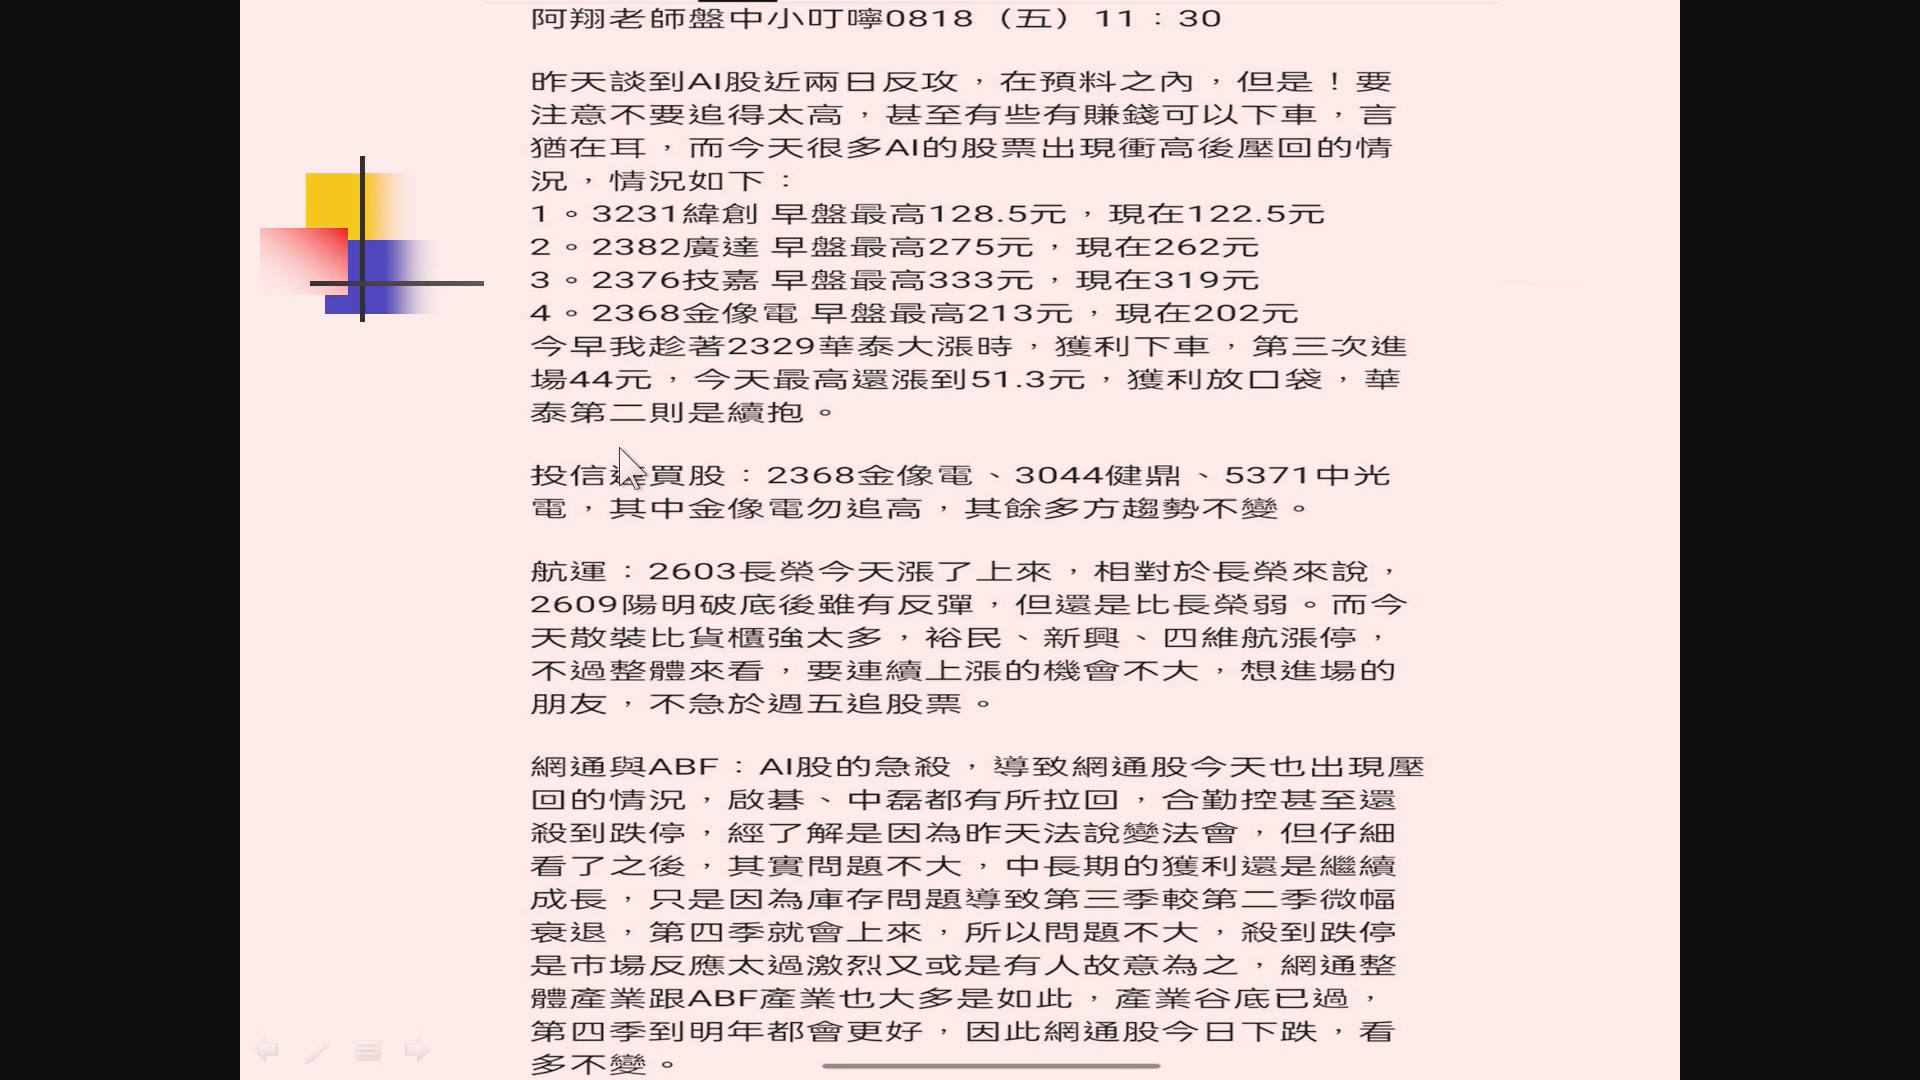 阿翔老師盤中小叮嚀0818（五）11：30
昨天談到AI股近兩日反攻，在預料之內，但是！要
注意不要追得太高，甚至有些有賺錢可以下車，言
猶在耳，而今天很多AI的股票出現衝高後壓回的情
況，情況如下：
1。3231緯創 早盤最高128.5元，現在122.5元
2。2382廣達 早盤最高275元，現在262元
3。2376技嘉 早盤最高333元，現在319元
4。2368金像電 早盤最高213元，現在202元
今早我趁著2329華泰大漲時，獲利下車，第三次進
場44元，今天最高還漲到51.3元，獲利放口袋，華
泰第二則是續抱。
投信 買股：2368金像電、3044健鼎、5371中光
電，其中金像電勿追高，其餘多方趨勢不變。
航運：2603長榮今天漲了上來，相對於長榮來說，
2609陽明破底後雖有反彈，但還是比長榮弱。而今
天散裝比貨櫃強太多，裕民、新興、四維航漲停，
不過整體來看，要連續上漲的機會不大，想進場的
朋友，不急於週五追股票。
網通與ABF：AI股的急殺，導致網通股今天也出現壓
回的情況，啟碁、中磊都有所拉回，合勤控甚至還
殺到跌停，經了解是因為昨天法說變法會，但仔細
看了之後，其實問題不大，中長期的獲利還是繼續
成長，只是因為庫存問題導致第三季較第二季微幅
衰退，第四季就會上來，所以問題不大，殺到跌停
是市場反應太過激烈又或是有人故意為之，網通整
體產業跟ABF產業也大多是如此，產業谷底已過，
第四季到明年都會更好，因此網通股今日下跌，看
多不變。